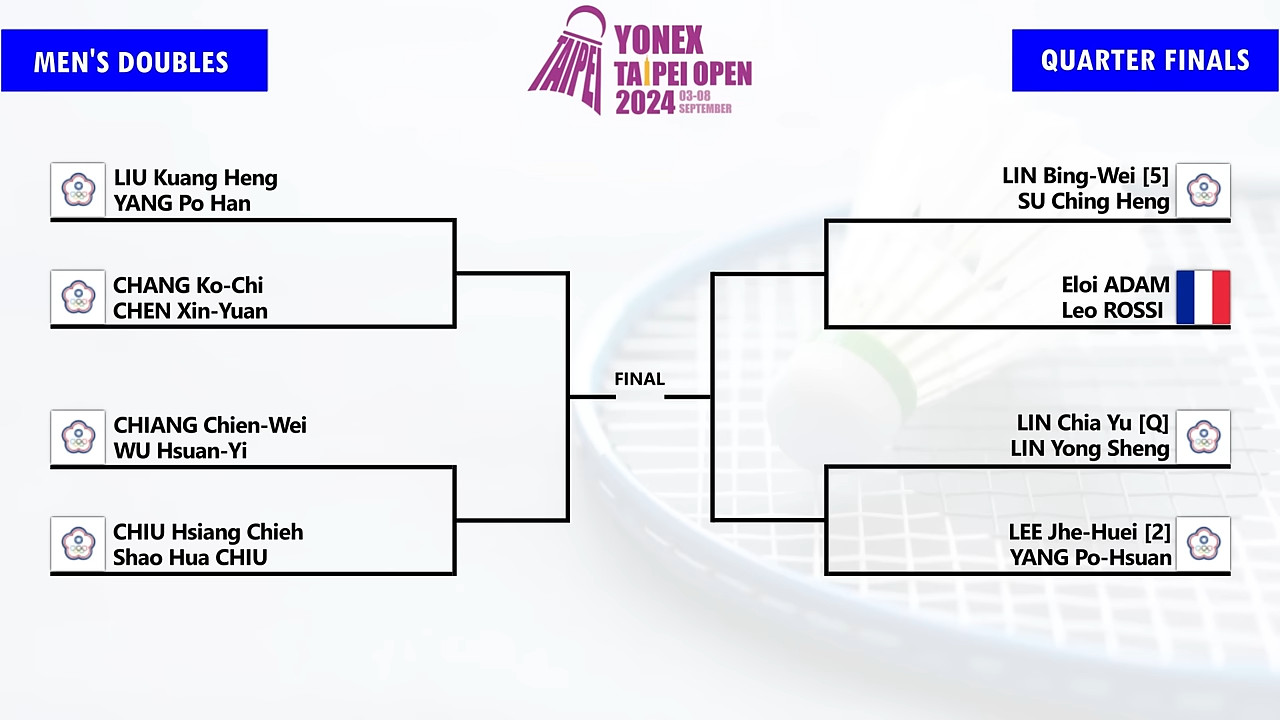 MEN'S DOUBLES
TAIPEI
YONEX
TAIPEI OPEN
2024 03-08 SEPTEMBER
QUARTER FINALS
LIU Kuang Heng
YANG Po Han
CHANG Ko-Chi
CHEN Xin-Yuan
CHIANG Chien-Wei
WU Hsuan-Yi
CHIU Hsiang Chieh
Shao Hua CHIU
FINAL
LIN Bing-Wei [5]
SU Ching Heng
Eloi ADAM
Leo ROSSI
LIN Chia Yu [Q]
LIN Yong Sheng
LEE Jhe-Huei [2]
YANG Po-Hsuan